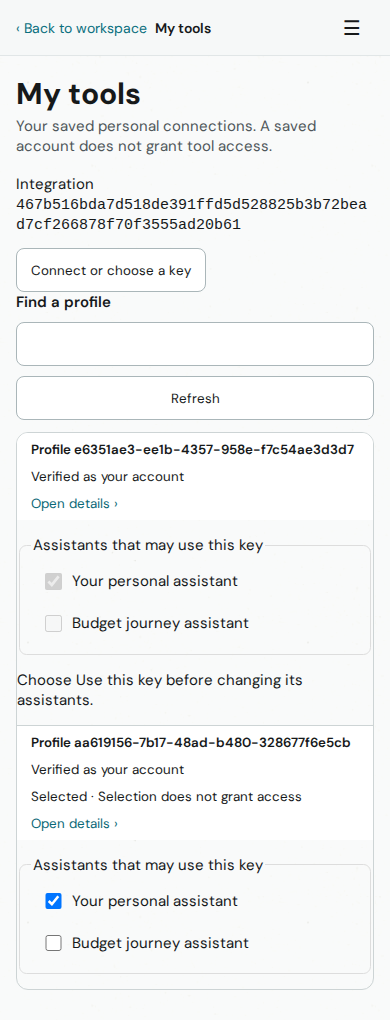 ‹ Back to workspace My tools ☰
My tools
Your saved personal connections. A saved
account does not grant tool access.
Integration
467b516bda7d518de391ffd5d528825b3b72bea
d7cf266878f70f3555ad20b61
Connect or choose a key
Find a profile
Refresh
Profile e6351ae3-ee1b-4357-958e-f7c54ae3d3d7
Verified as your account
Open details ›
Assistants that may use this key
Your personal assistant
Budget journey assistant
Choose Use this key before changing its
assistants.
Profile aa619156-7b17-48ad-b480-328677f6e5cb
Verified as your account
Selected · Selection does not grant access
Open details ›
Assistants that may use this key
Your personal assistant
Budget journey assistant